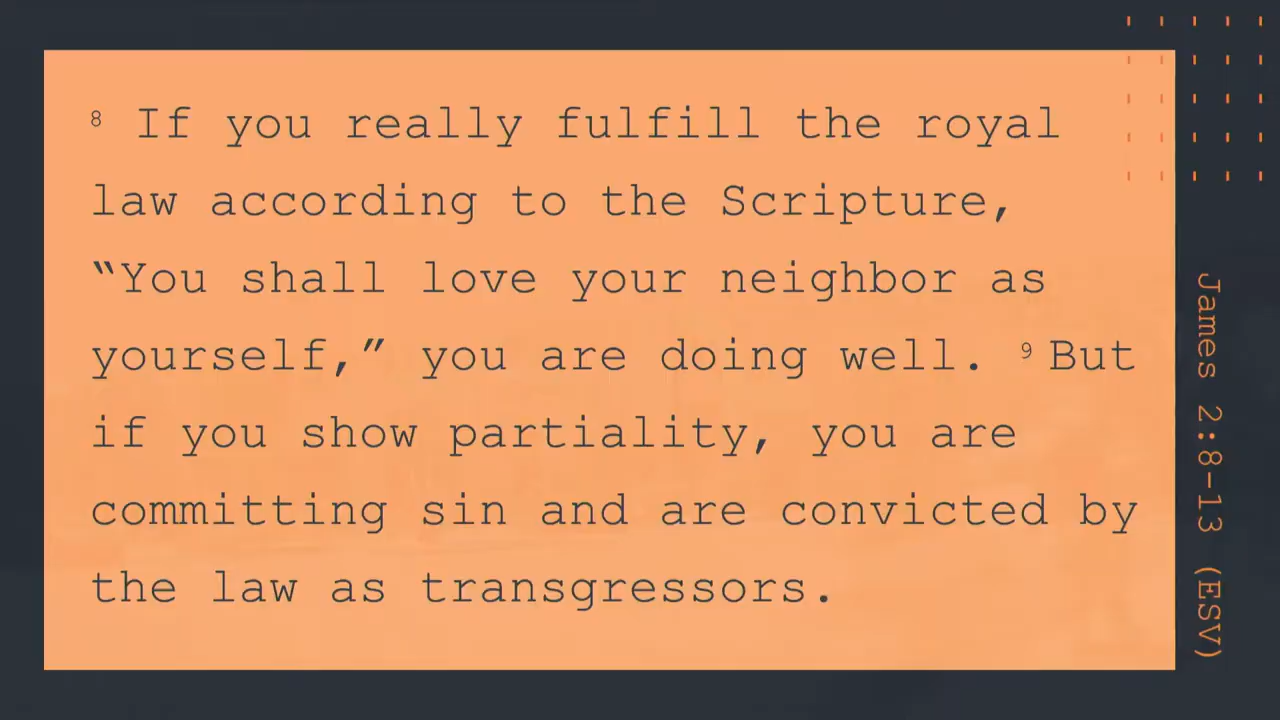 8 If you really fulfill the royal
law according to the Scripture,
“You shall love your neighbor as
yourself,” you are doing well. 9 But
if you show partiality, you are
committing sin and are convicted by
the law as transgressors.
James 2:8-13 (ESV)